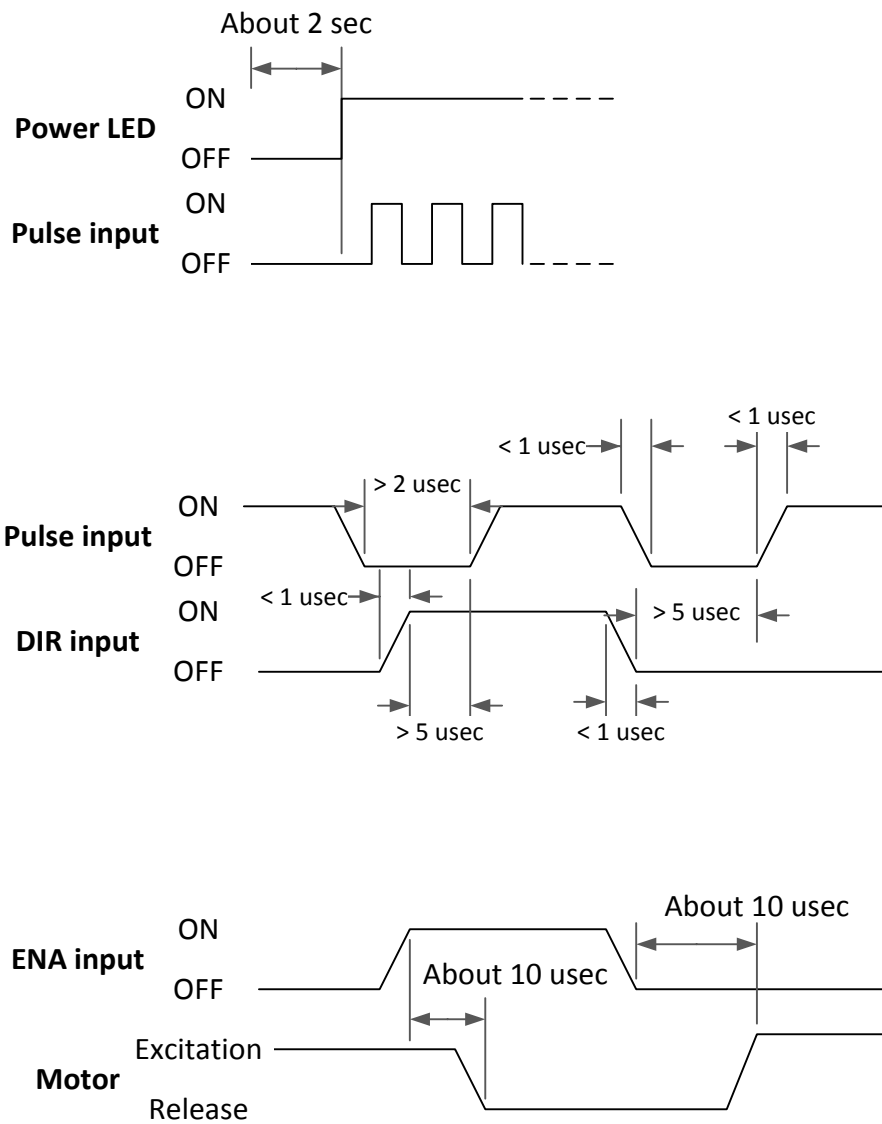 About 2 sec
ON
Power LED
OFF
ON
Pulse input
OFF
< 1 usec
< 1 usec
> 2 usec
ON
Pulse input
OFF
< 1 usec
ON
> 5 usec
DIR input
OFF
> 5 usec
< 1 usec
About 10 usec
ON
ENA input
About 10 usec
OFF
Excitation
Motor
Release